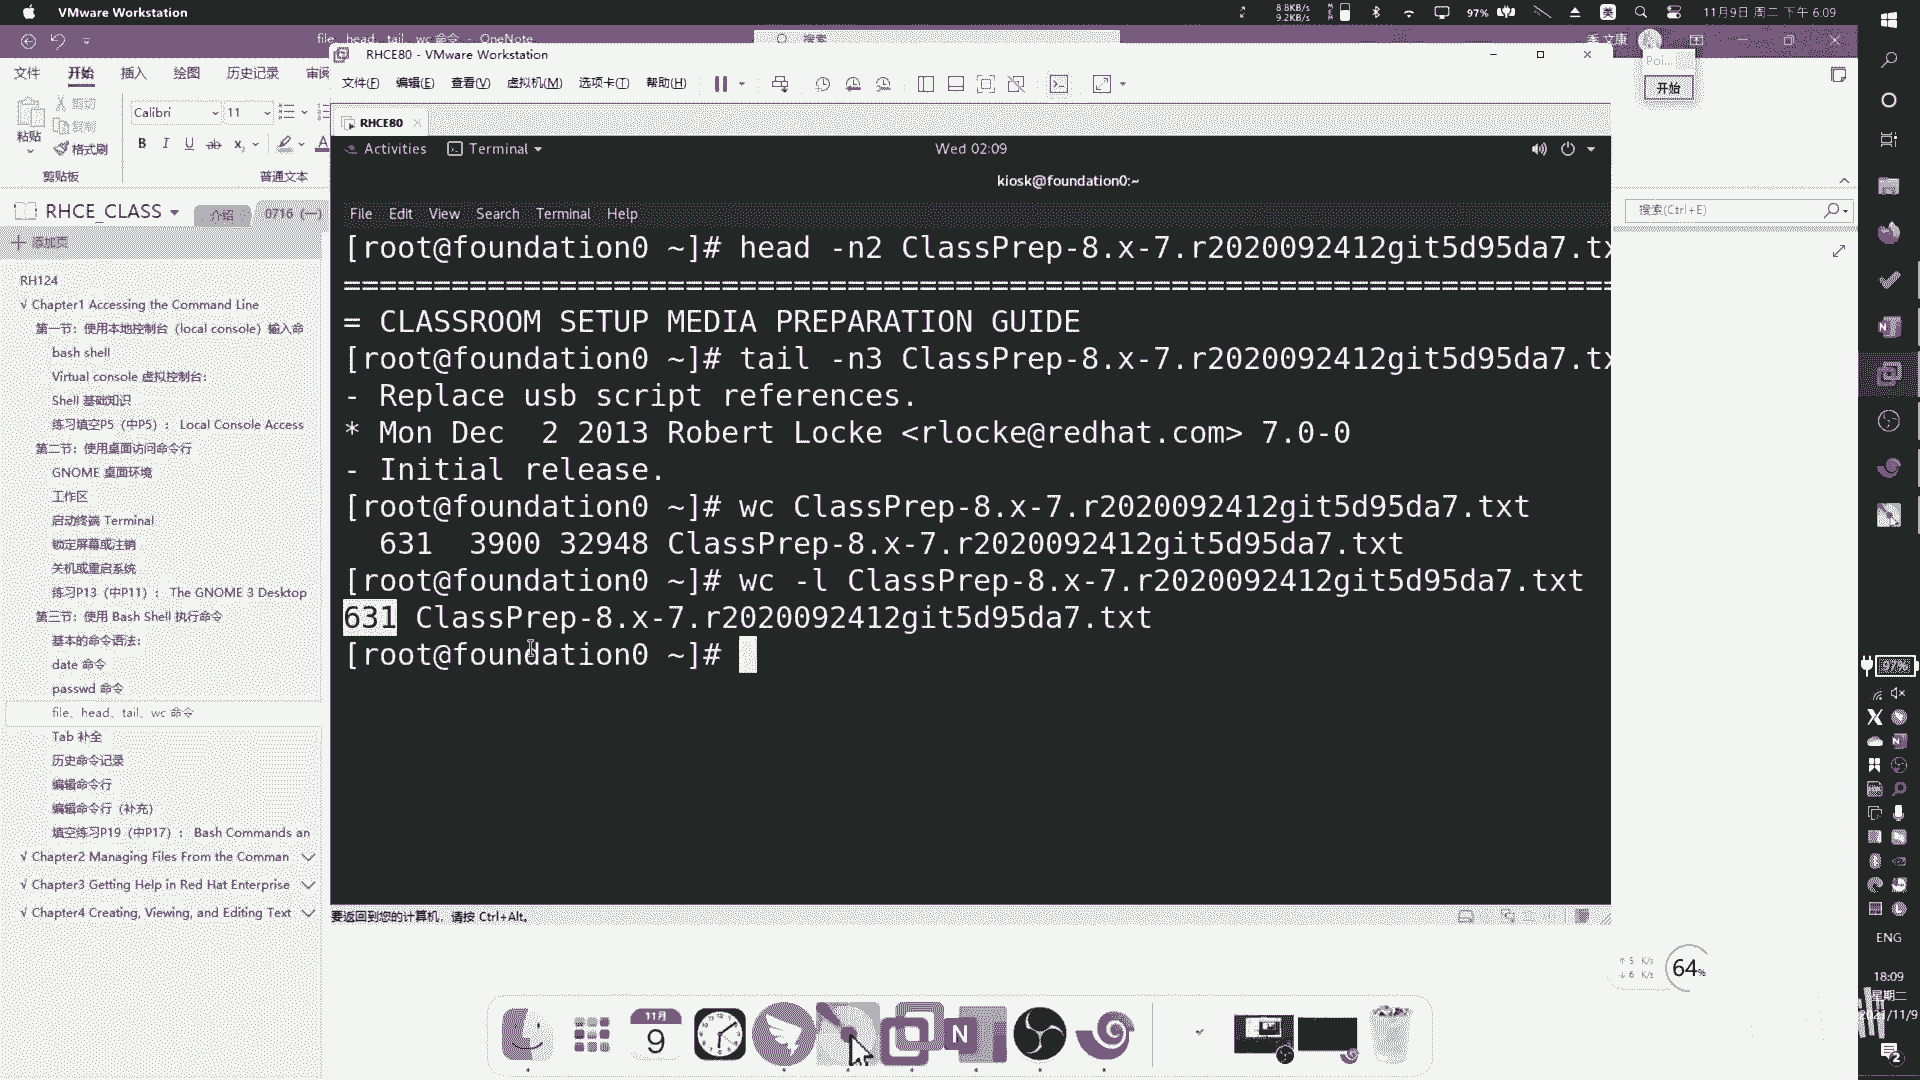 VMware Workstation
8.8KB/s
9.2KB/s
97%
美
11月9日 周二 下午 6:09
file、head、tail、wc 命令 - OneNote
搜索
文件
开始
插入
绘图
历史记录
审阅
粘贴
剪切
复制
格式刷
剪贴板
Calibri
11
B I U ab x₂
普通文本
RHCE_CLASS
介绍
0716 (一)
添加页
RH124
√ Chapter1 Accessing the Command Line
第一节：使用本地控制台（local console）输入命
bash shell
Virtual console 虚拟控制台:
Shell 基础知识
练习填空P5（中P5）： Local Console Access
第二节：使用桌面访问命令行
GNOME 桌面环境
工作区
启动终端 Terminal
锁定屏幕或注销
关机或重启系统
练习P13（中P11）： The GNOME 3 Desktop
第三节：使用 Bash Shell 执行命令
基本的命令语法:
date 命令
passwd 命令
file、head、tail、wc 命令
Tab 补全
历史命令记录
编辑命令行
编辑命令行（补充）
填空练习P19（中P17）： Bash Commands an
√ Chapter2 Managing Files From the Comman
√ Chapter3 Getting Help in Red Hat Enterprise
√ Chapter4 Creating, Viewing, and Editing Text
RHCE80 - VMware Workstation
文件(F) 编辑(E) 查看(V) 虚拟机(M) 选项卡(T) 帮助(H)
RHCE80
Activities
Terminal
Wed 02:09
kiosk@foundation0:~
File Edit View Search Terminal Help
[root@foundation0 ~]# head -n2 ClassPrep-8.x-7.r2020092412git5d95da7.tx
================================================================================
= CLASSROOM SETUP MEDIA PREPARATION GUIDE
[root@foundation0 ~]# tail -n3 ClassPrep-8.x-7.r2020092412git5d95da7.tx
- Replace usb script references.
* Mon Dec  2 2013 Robert Locke <rlocke@redhat.com> 7.0-0
- Initial release.
[root@foundation0 ~]# wc ClassPrep-8.x-7.r2020092412git5d95da7.txt
631  3900 32948 ClassPrep-8.x-7.r2020092412git5d95da7.txt
[root@foundation0 ~]# wc -l ClassPrep-8.x-7.r2020092412git5d95da7.txt
631 ClassPrep-8.x-7.r2020092412git5d95da7.txt
[root@foundation0 ~]#
要返回到您的计算机，请按 Ctrl+Alt。
Poi...
开始
搜索(Ctrl+E)
97%
ENG
18:09
星期二
2021/11/9
2
5 K/s
6 K/s
64%
11月
9
N